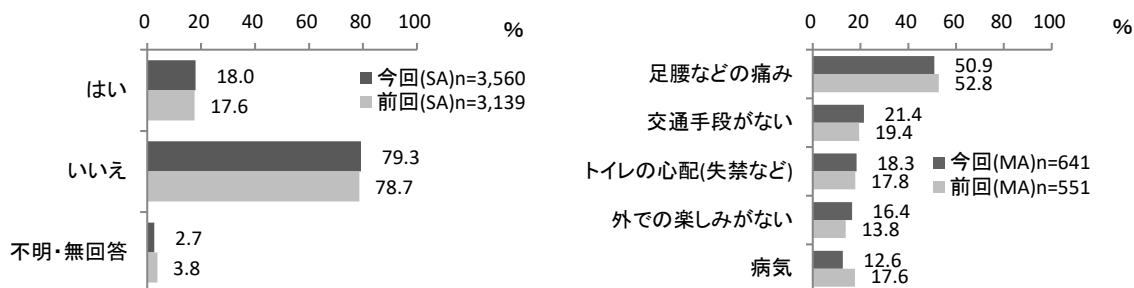 0 20 40 60 80 100 %
はい
18.0
17.6
今回(SA)n=3,560
前回(SA)n=3,139
いいえ
79.3
78.7
不明・無回答
2.7
3.8
0 20 40 60 80 100 %
足腰などの痛み
50.9
52.8
交通手段がない
21.4
19.4
トイレの心配(失禁など)
18.3
17.8
今回(MA)n=641
前回(MA)n=551
外での楽しみがない
16.4
13.8
病気
12.6
17.6